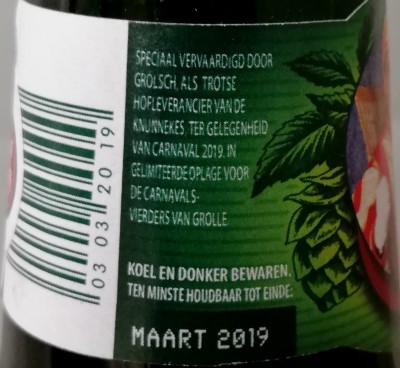 SPECIAAL VERVAARDIGD DOOR
GROLSCH, ALS TROTSE
HOFLEVERANCIER VAN DE
KNUNNEKES, TER GELEGENHEID
VAN CARNAVAL 2019. IN
GELIMITEERDE OPLAGE VOOR
DE CARNAVALS-
VIERDERS VAN GROLLE.
KOEL EN DONKER BEWAREN.
TEN MINSTE HOUDBAAR TOT EINDE:
MAART 2019
03 03 20 19